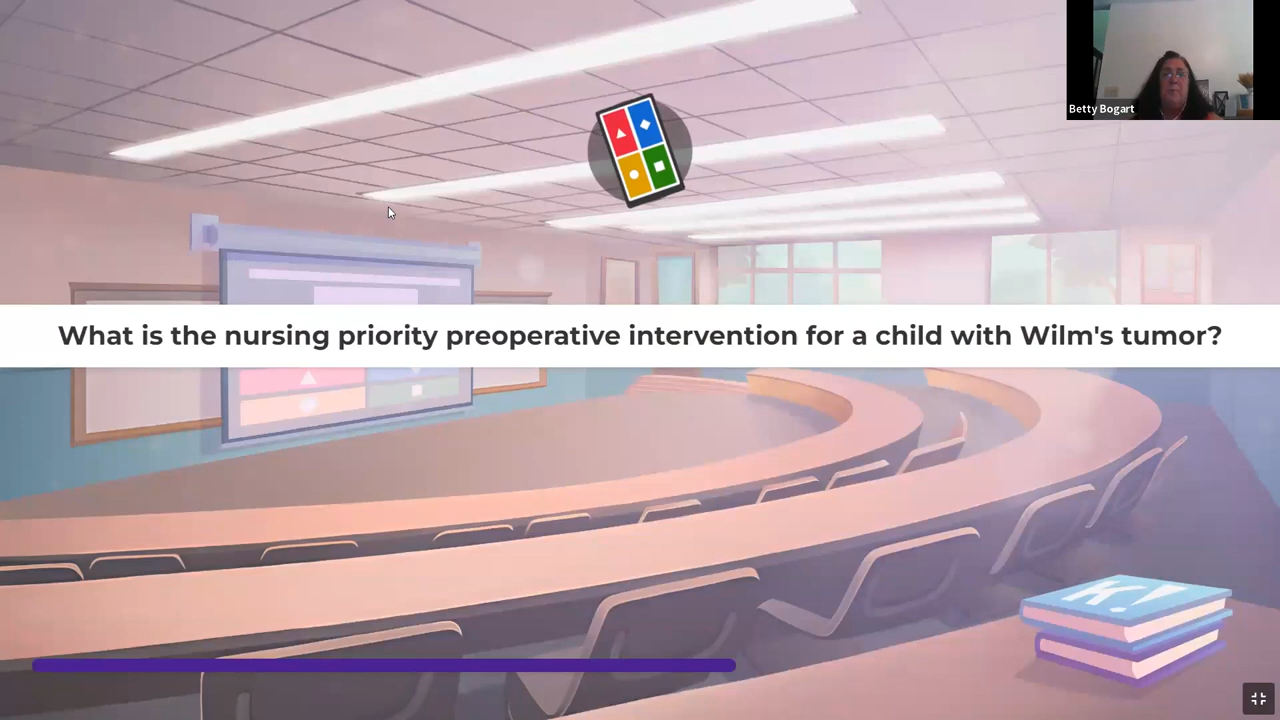 Betty Bogart
What is the nursing priority preoperative intervention for a child with Wilm's tumor?
K!